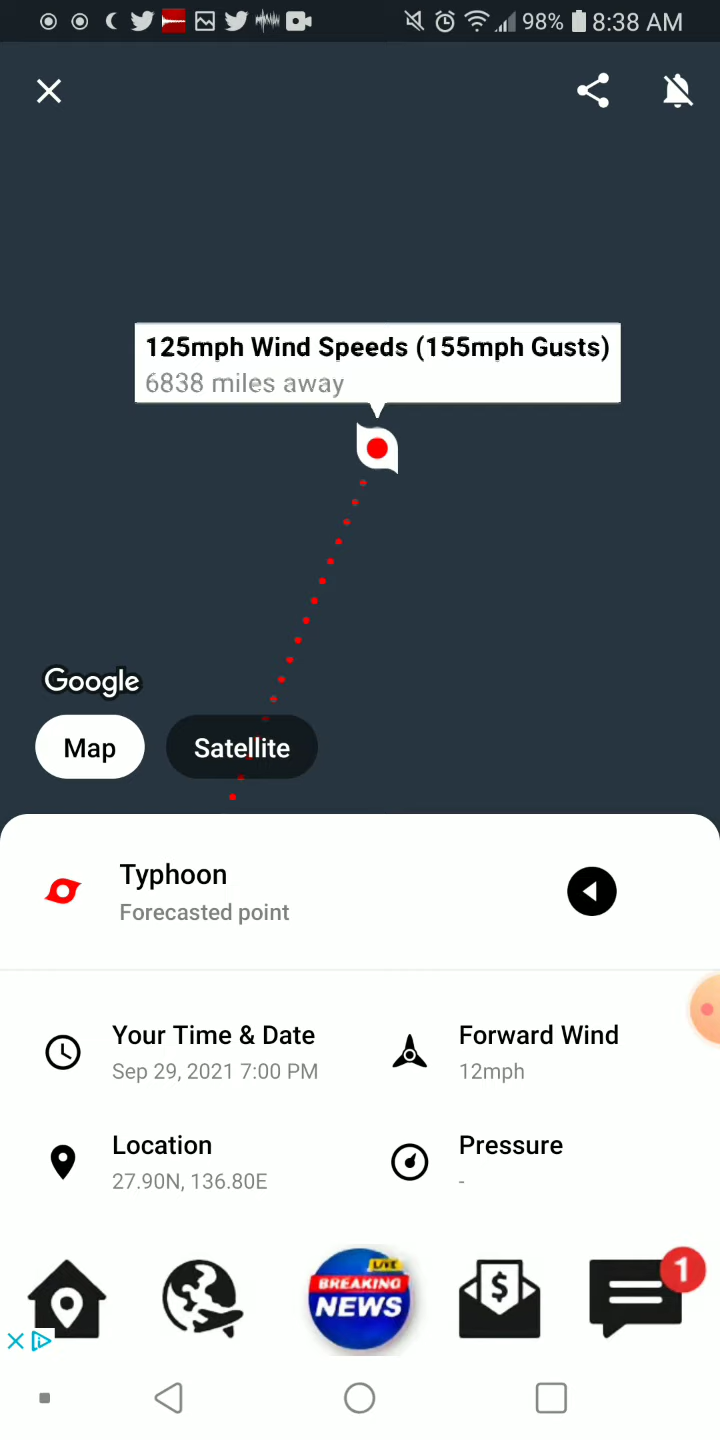 98% 8:38 AM
125mph Wind Speeds (155mph Gusts)
6838 miles away
Google
Map
Satellite
Typhoon
Forecasted point
Your Time & Date
Sep 29, 2021 7:00 PM
Forward Wind
12mph
Location
27.90N, 136.80E
Pressure
-
LIVE
BREAKING
NEWS
$
1